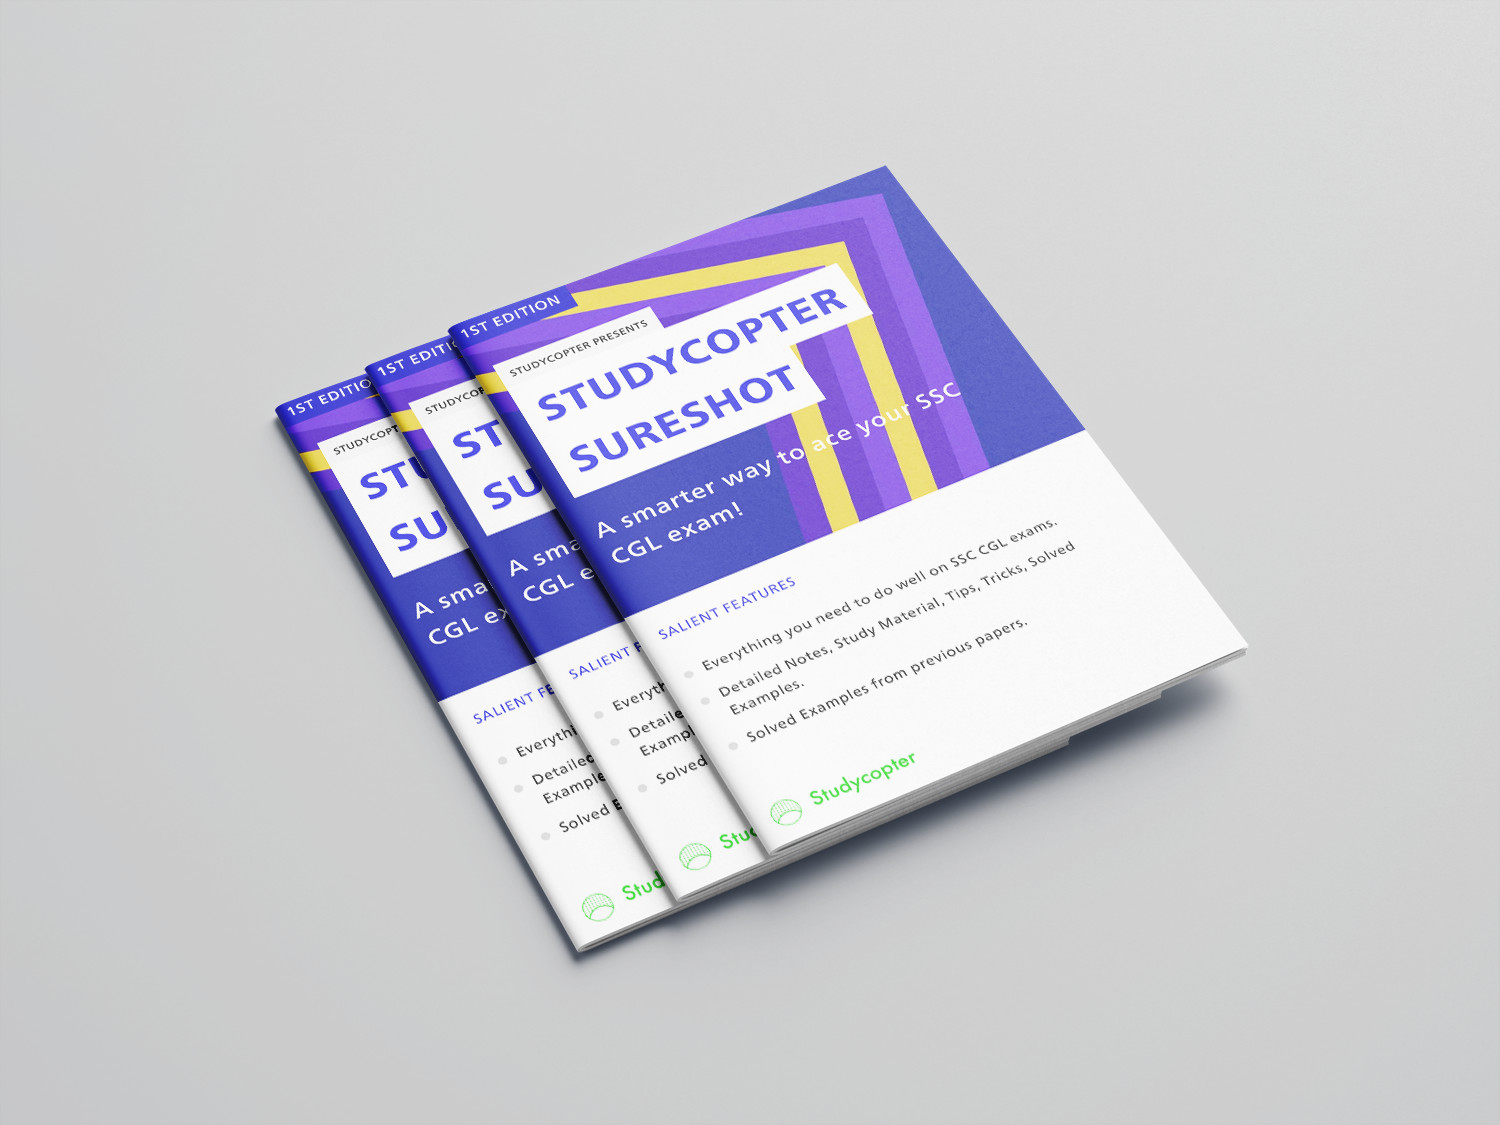 1ST EDITION
STUDYCOPTER PRESENTS
STUDYCOPTER
SURESHOT
A smarter way to ace your SSC
CGL exam!
SALIENT FEATURES
Everything you need to do well on SSC CGL exams.
Detailed Notes, Study Material, Tips, Tricks, Solved
Examples.
Solved Examples from previous papers.
Studycopter
1ST EDITIO
STUDYCOP
ST
SU
A sma
CGL e
SALIENT F
Everyth
Detaile
Exampl
Solved
Stud
1ST EDITION
STUDYCOPT
STU
SU
A sma
CGL ex
SALIENT FE
Everythi
Detailed
Example
Solved E
Stud